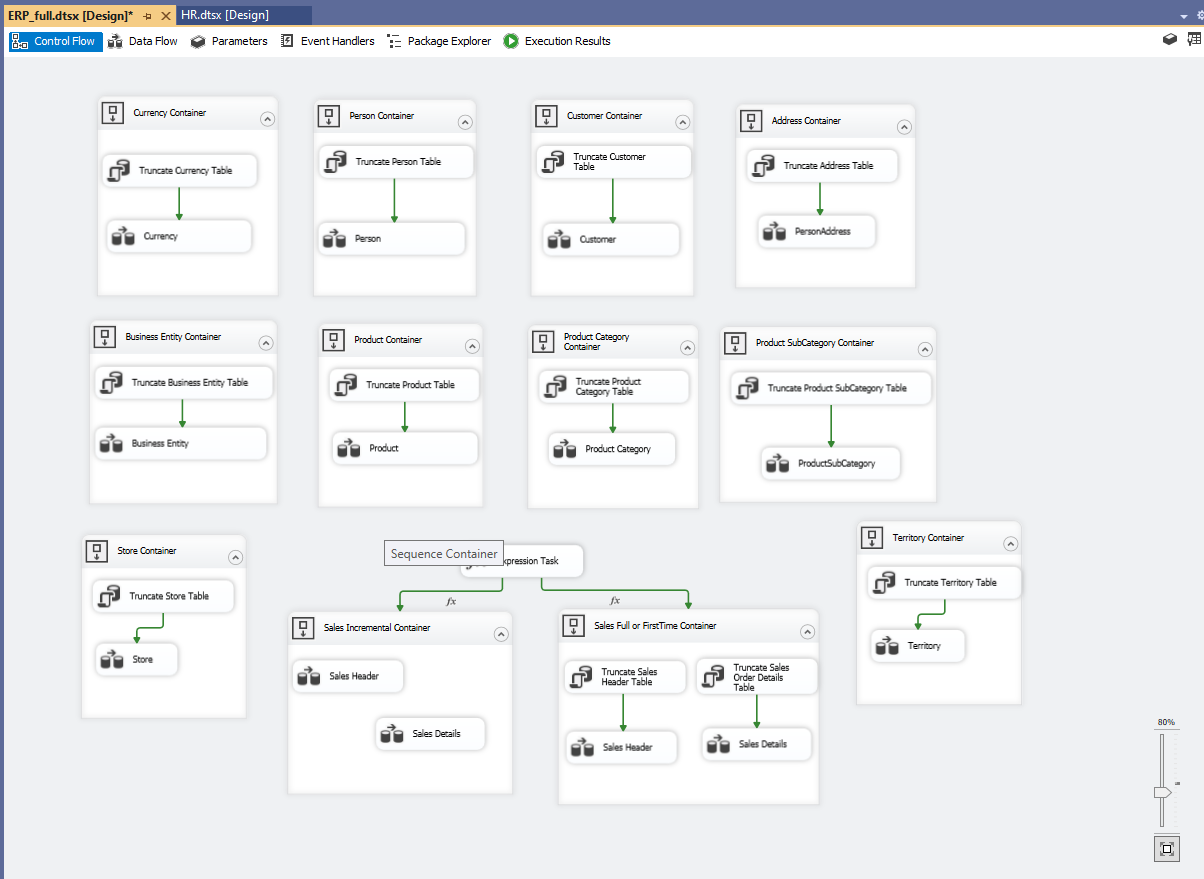 ERP_full.dtsx [Design]*
HR.dtsx [Design]
Control Flow
Data Flow
Parameters
Event Handlers
Package Explorer
Execution Results
Currency Container
Truncate Currency Table
Currency
Person Container
Truncate Person Table
Person
Customer Container
Truncate Customer
Table
Customer
Address Container
Truncate Address Table
PersonAddress
Business Entity Container
Truncate Business Entity Table
Business Entity
Product Container
Truncate Product Table
Product
Product Category
Container
Truncate Product
Category Table
Product Category
Product SubCategory Container
Truncate Product SubCategory Table
ProductSubCategory
Store Container
Truncate Store Table
Store
Sequence Container
xpression Task
fx
fx
Sales Incremental Container
Sales Header
Sales Details
Sales Full or FirstTime Container
Truncate Sales
Header Table
Sales Header
Truncate Sales
Order Details
Table
Sales Details
Territory Container
Truncate Territory Table
Territory
80%